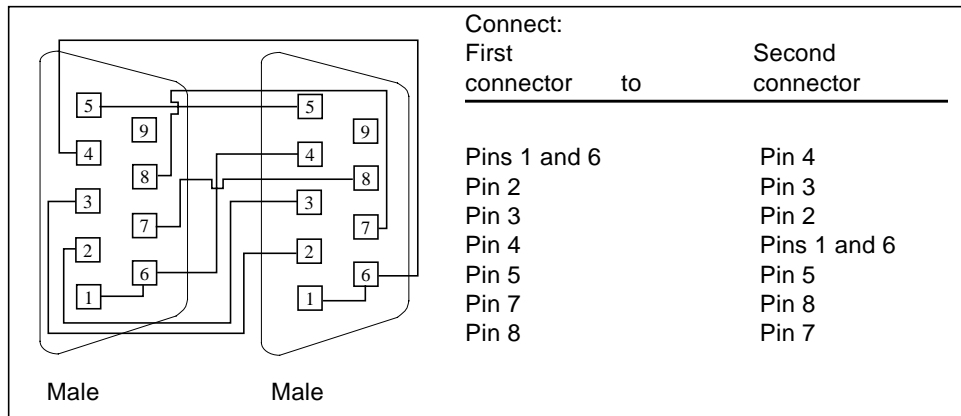 Connect:
First Second
connector to connector
Pins 1 and 6 Pin 4
Pin 2 Pin 3
Pin 3 Pin 2
Pin 4 Pins 1 and 6
Pin 5 Pin 5
Pin 7 Pin 8
Pin 8 Pin 7
5
9
4
8
3
7
2
6
1
5
9
4
8
3
7
2
6
1
Male Male